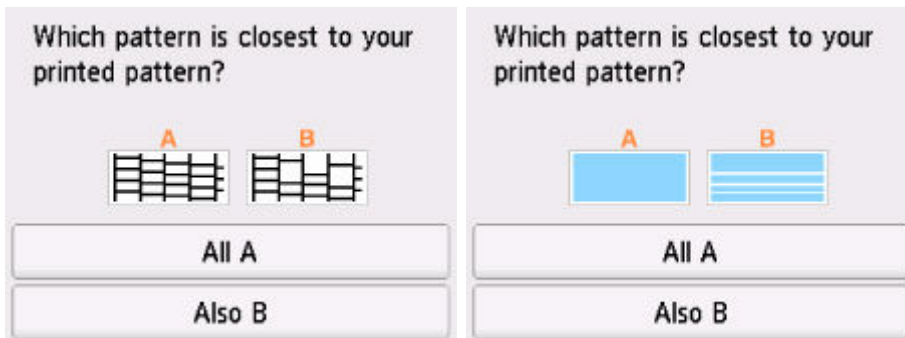 Which pattern is closest to your
printed pattern?
A B
All A
Also B
Which pattern is closest to your
printed pattern?
A B
All A
Also B